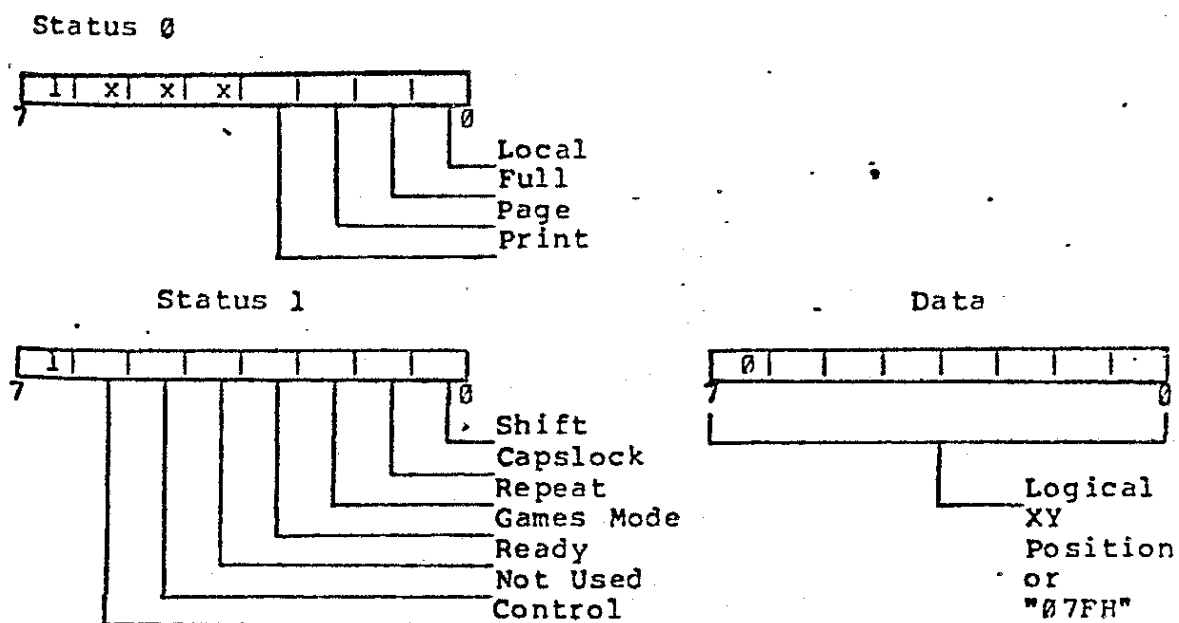 Status 0
1| x| x| x| | | |
7 0
Local
Full
Page
Print
Status 1
1| | | | | | |
7 0
Shift
Capslock
Repeat
Games Mode
Ready
Not Used
Control
Data
0| | | | | | |
7 0
Logical
XY
Position
or
"07FH"